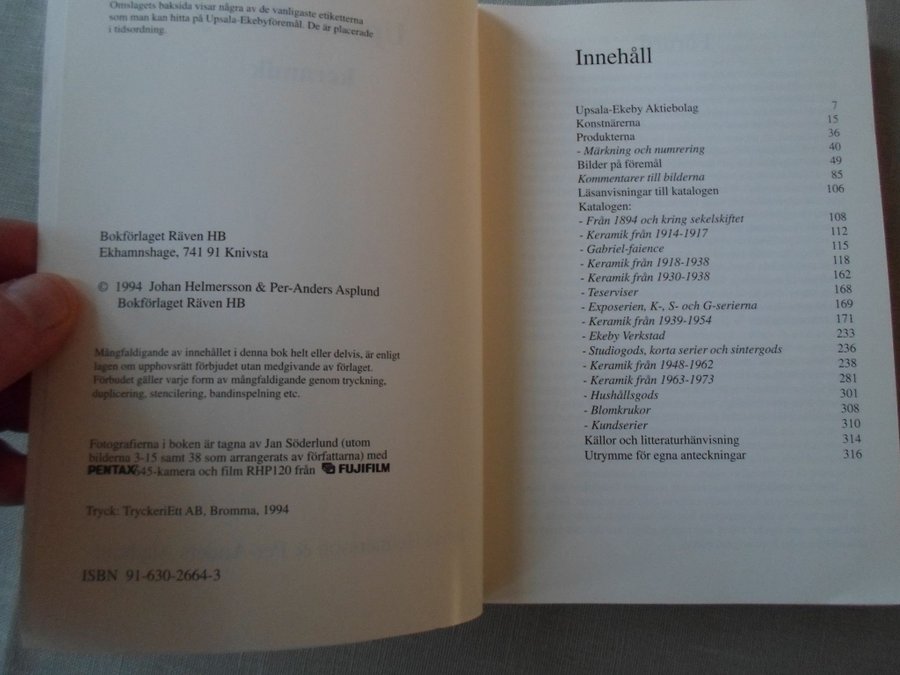 Omslagets baksida visar några av de vanligaste etiketterna
som man kan hitta på Upsala-Ekebyföremål. De är placerade
i tidsordning.
Bokförlaget Räven HB
Ekhamnshage, 741 91 Knivsta
© 1994 Johan Helmersson & Per-Anders Asplund
Bokförlaget Räven HB
Mångfaldigande av innehållet i denna bok helt eller delvis, är enligt
lagen om upphovsrätt förbjudet utan medgivande av förlaget.
Förbudet gäller varje form av mångfaldigande genom tryckning,
duplicering, stencilering, bandinspelning etc.
Fotografierna i boken är tagna av Jan Söderlund (utom
bilderna 3-15 samt 38 som arrangerats av författarna) med
PENTAX 645-kamera och film RHP120 från FUJIFILM
Tryck: TryckeriEtt AB, Bromma, 1994
ISBN 91-630-2664-3
Innehåll
Upsala-Ekeby Aktiebolag 7
Konstnärerna 15
Produkterna 36
- Märkning och numrering 40
Bilder på föremål 49
Kommentarer till bilderna 85
Läsanvisningar till katalogen 106
Katalogen:
- Från 1894 och kring sekelskiftet 108
- Keramik från 1914-1917 112
- Gabriel-faience 115
- Keramik från 1918-1938 118
- Keramik från 1930-1938 162
- Teserviser 168
- Exposerien, K-, S- och G-serierna 169
- Keramik från 1939-1954 171
- Ekeby Verkstad 233
- Studiogods, korta serier och sintergods 236
- Keramik från 1948-1962 238
- Keramik från 1963-1973 281
- Hushållsgods 301
- Blomkrukor 308
- Kundserier 310
Källor och litteraturhänvisning 314
Utrymme för egna anteckningar 316